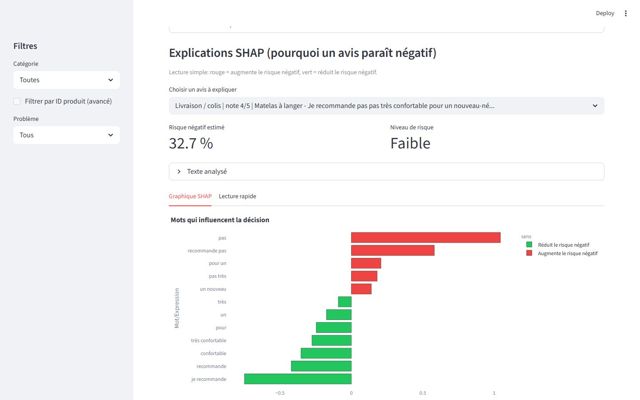 Deploy
Filtres
Catégorie
Toutes
Filtrer par ID produit (avancé)
Problème
Tous
Explications SHAP (pourquoi un avis paraît négatif)
Lecture simple: rouge = augmente le risque négatif, vert = réduit le risque négatif.
Choisir un avis à expliquer
Livraison / colis | note 4/5 | Matelas à langer - Je recommande pas pas très confortable pour un nouveau-né...
Risque négatif estimé
32.7 %
Niveau de risque
Faible
Texte analysé
Graphique SHAP
Lecture rapide
Mots qui influencent la décision
Mot/Expression
pas
recommande pas
pour un
pas très
un nouveau
très
un
pour
très confortable
confortable
recommande
je recommande
−0.5
0
0.5
1
sens
Réduit le risque négatif
Augmente le risque négatif